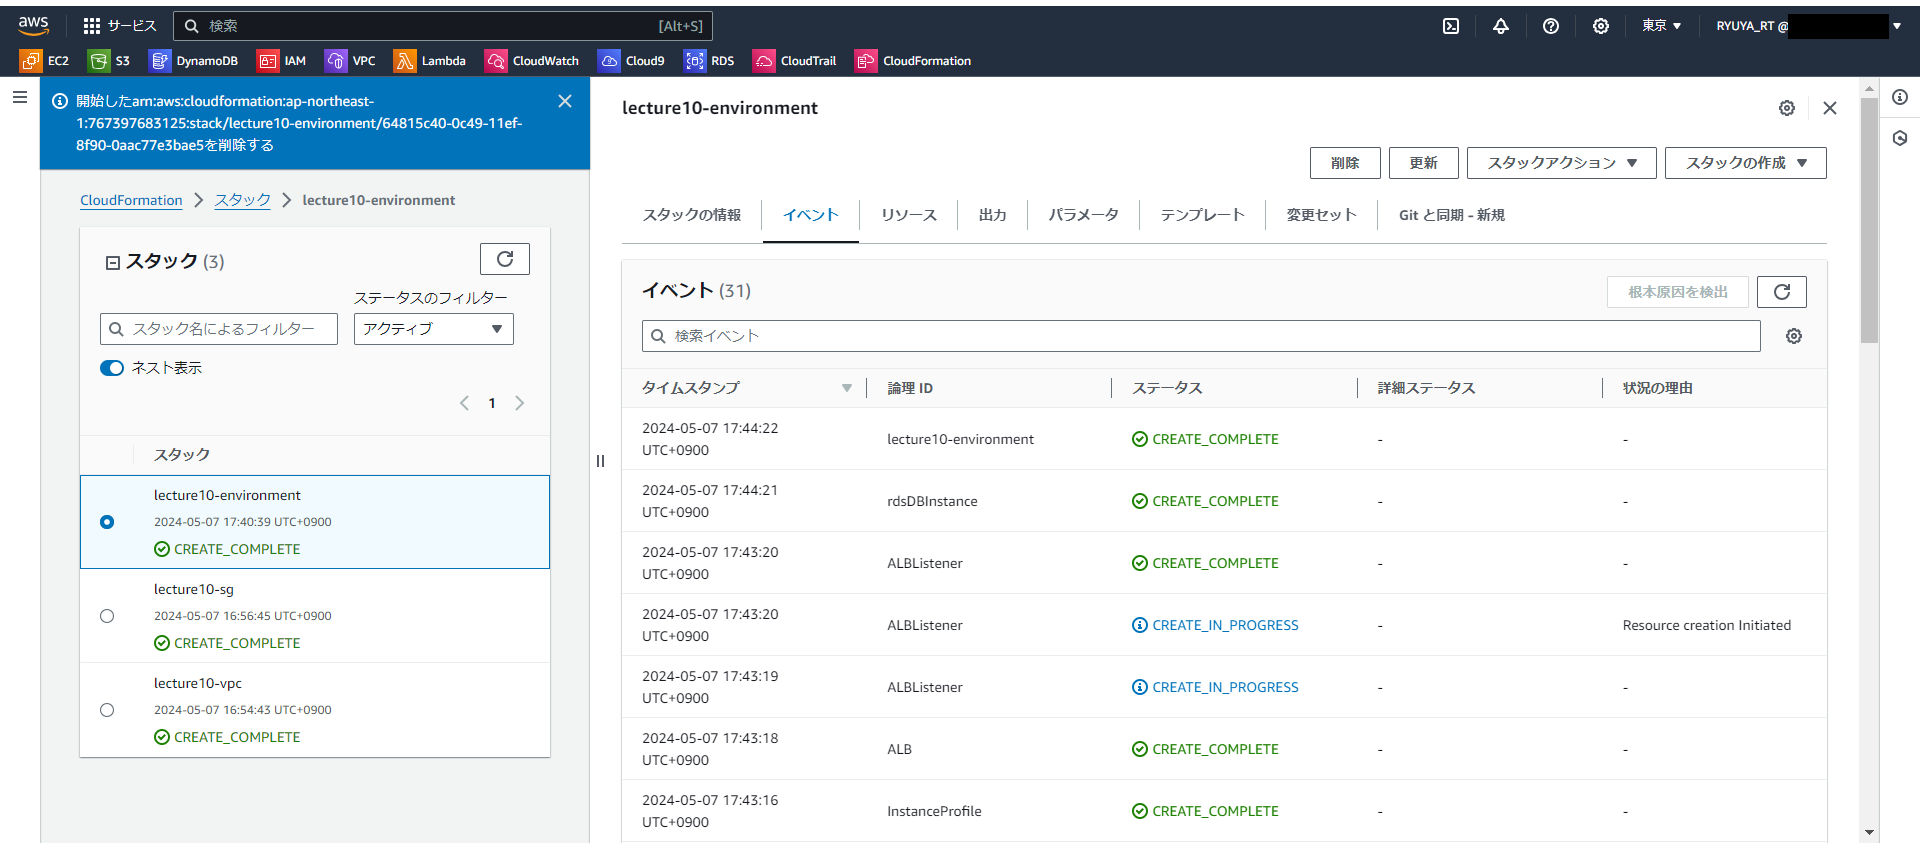 aws
サービス
検索
[Alt+S]
東京
RYUYA_RT @
EC2
S3
DynamoDB
IAM
VPC
Lambda
CloudWatch
Cloud9
RDS
CloudTrail
CloudFormation
開始したarn:aws:cloudformation:ap-northeast-
1:767397683125:stack/lecture10-environment/64815c40-0c49-11ef-
8f90-0aac77e3bae5を削除する
CloudFormation
スタック
lecture10-environment
スタック (3)
ステータスのフィルター
スタック名によるフィルター
アクティブ
ネスト表示
1
スタック
lecture10-environment
2024-05-07 17:40:39 UTC+0900
CREATE_COMPLETE
lecture10-sg
2024-05-07 16:56:45 UTC+0900
CREATE_COMPLETE
lecture10-vpc
2024-05-07 16:54:43 UTC+0900
CREATE_COMPLETE
lecture10-environment
削除
更新
スタックアクション
スタックの作成
スタックの情報
イベント
リソース
出力
パラメータ
テンプレート
変更セット
Git と同期 - 新規
イベント (31)
根本原因を検出
検索イベント
タイムスタンプ
論理 ID
ステータス
詳細ステータス
状況の理由
2024-05-07 17:44:22
UTC+0900
lecture10-environment
CREATE_COMPLETE
-
-
2024-05-07 17:44:21
UTC+0900
rdsDBInstance
CREATE_COMPLETE
-
-
2024-05-07 17:43:20
UTC+0900
ALBListener
CREATE_COMPLETE
-
-
2024-05-07 17:43:20
UTC+0900
ALBListener
CREATE_IN_PROGRESS
-
Resource creation Initiated
2024-05-07 17:43:19
UTC+0900
ALBListener
CREATE_IN_PROGRESS
-
-
2024-05-07 17:43:18
UTC+0900
ALB
CREATE_COMPLETE
-
-
2024-05-07 17:43:16
UTC+0900
InstanceProfile
CREATE_COMPLETE
-
-